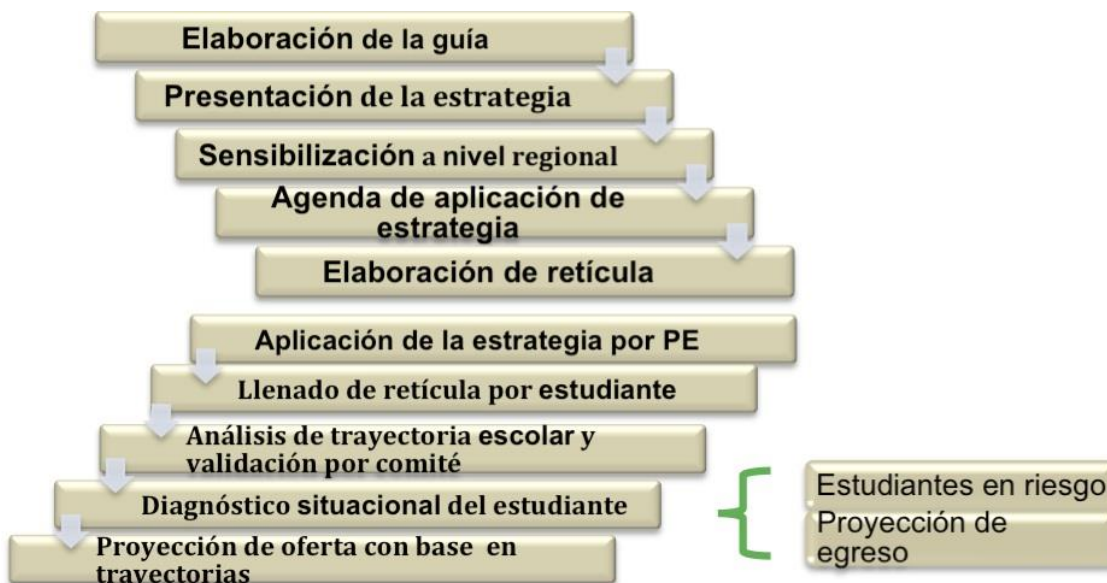 Elaboración de la guía
Presentación de la estrategia
Sensibilización a nivel regional
Agenda de aplicación de
estrategia
Elaboración de retícula
Aplicación de la estrategia por PE
Llenado de retícula por estudiante
Análisis de trayectoria escolar y
validación por comité
Diagnóstico situacional del estudiante
Proyección de oferta con base en
trayectorias
Estudiantes en riesgo
Proyección de
egreso